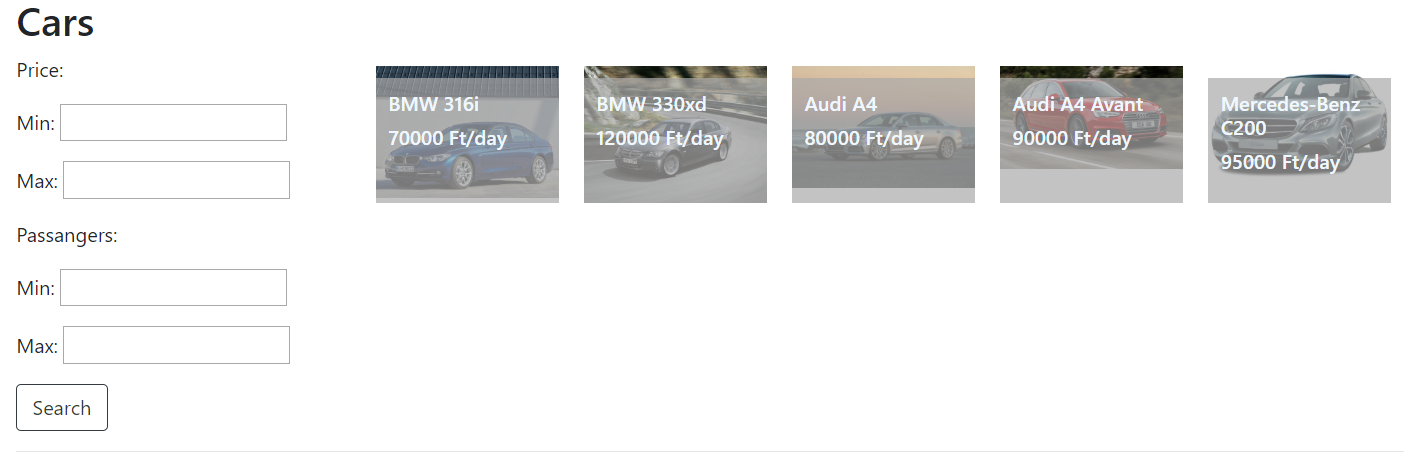 Cars
Price:
Min:
Max:
Passangers:
Min:
Max:
Search
BMW 316i
70000 Ft/day
BMW 330xd
120000 Ft/day
Audi A4
80000 Ft/day
Audi A4 Avant
90000 Ft/day
Mercedes-Benz
C200
95000 Ft/day